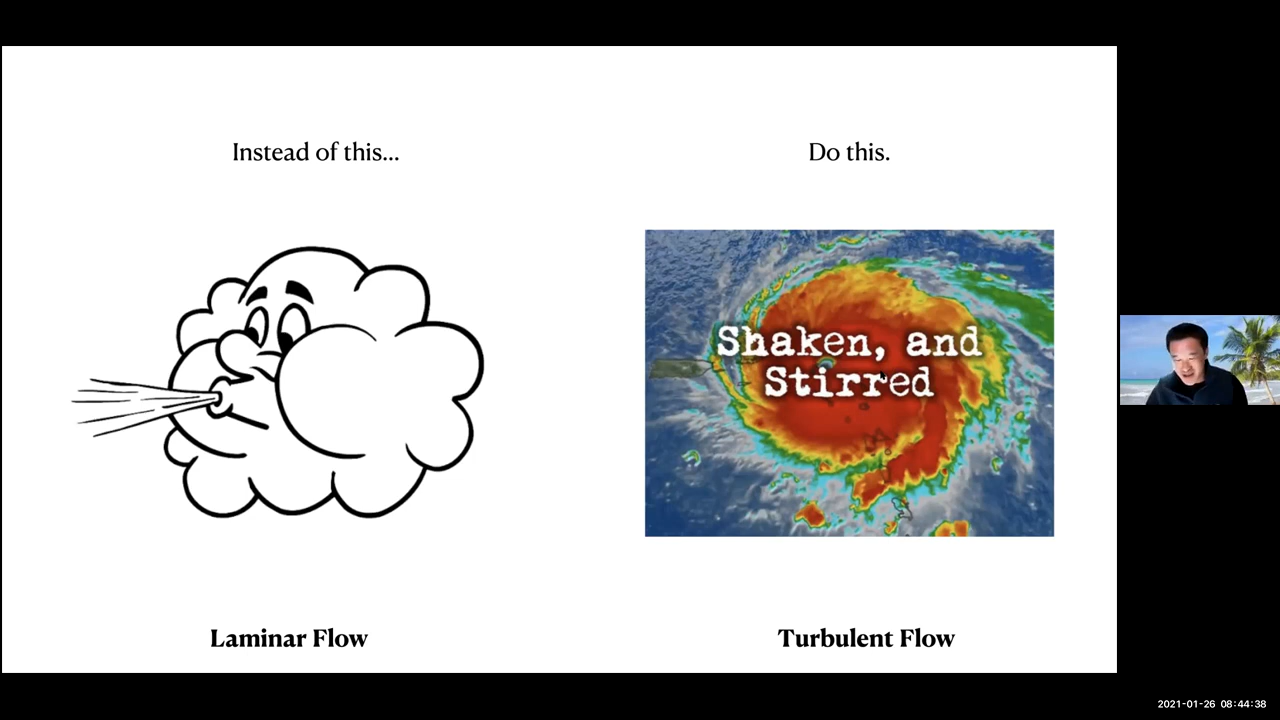 Instead of this...
Do this.
Shaken, and
Stirred
Laminar Flow
Turbulent Flow
2021-01-26 08:44:38